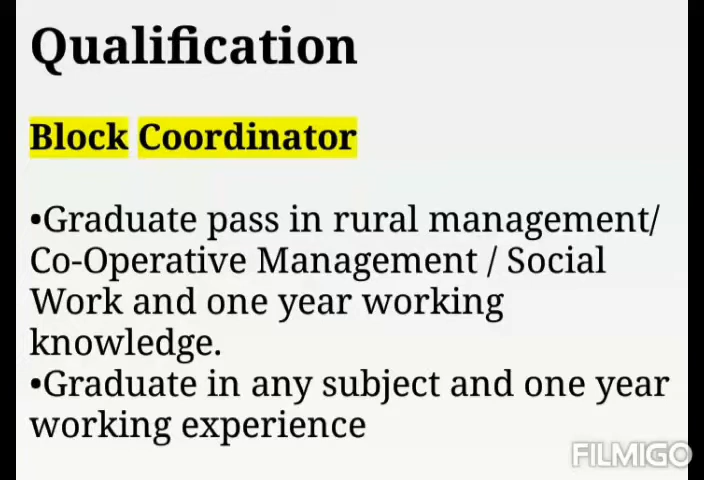 Qualification
Block Coordinator
•Graduate pass in rural management/
Co-Operative Management / Social
Work and one year working
knowledge.
•Graduate in any subject and one year
working experience
FILMIGO